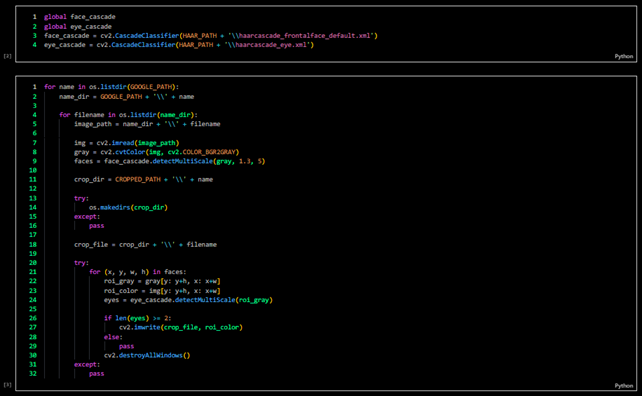 1 global face_cascade
2 global eye_cascade
3 face_cascade = cv2.CascadeClassifier(HAAR_PATH + '\\haarcascade_frontalface_default.xml')
4 eye_cascade = cv2.CascadeClassifier(HAAR_PATH + '\\haarcascade_eye.xml')
[2]
Python
1 for name in os.listdir(GOOGLE_PATH):
2     name_dir = GOOGLE_PATH + '\\' + name
3
4     for filename in os.listdir(name_dir):
5         image_path = name_dir + '\\' + filename
6
7         img = cv2.imread(image_path)
8         gray = cv2.cvtColor(img, cv2.COLOR_BGR2GRAY)
9         faces = face_cascade.detectMultiScale(gray, 1.3, 5)
10
11         crop_dir = CROPPED_PATH + '\\' + name
12
13         try:
14             os.makedirs(crop_dir)
15         except:
16             pass
17
18         crop_file = crop_dir + '\\' + filename
19
20         try:
21             for (x, y, w, h) in faces:
22                 roi_gray = gray[y: y+h, x: x+w]
23                 roi_color = img[y: y+h, x: x+w]
24                 eyes = eye_cascade.detectMultiScale(roi_gray)
25
26                 if len(eyes) >= 2:
27                     cv2.imwrite(crop_file, roi_color)
28                 else:
29                     pass
30                 cv2.destroyAllWindows()
31         except:
32             pass
[3]
Python